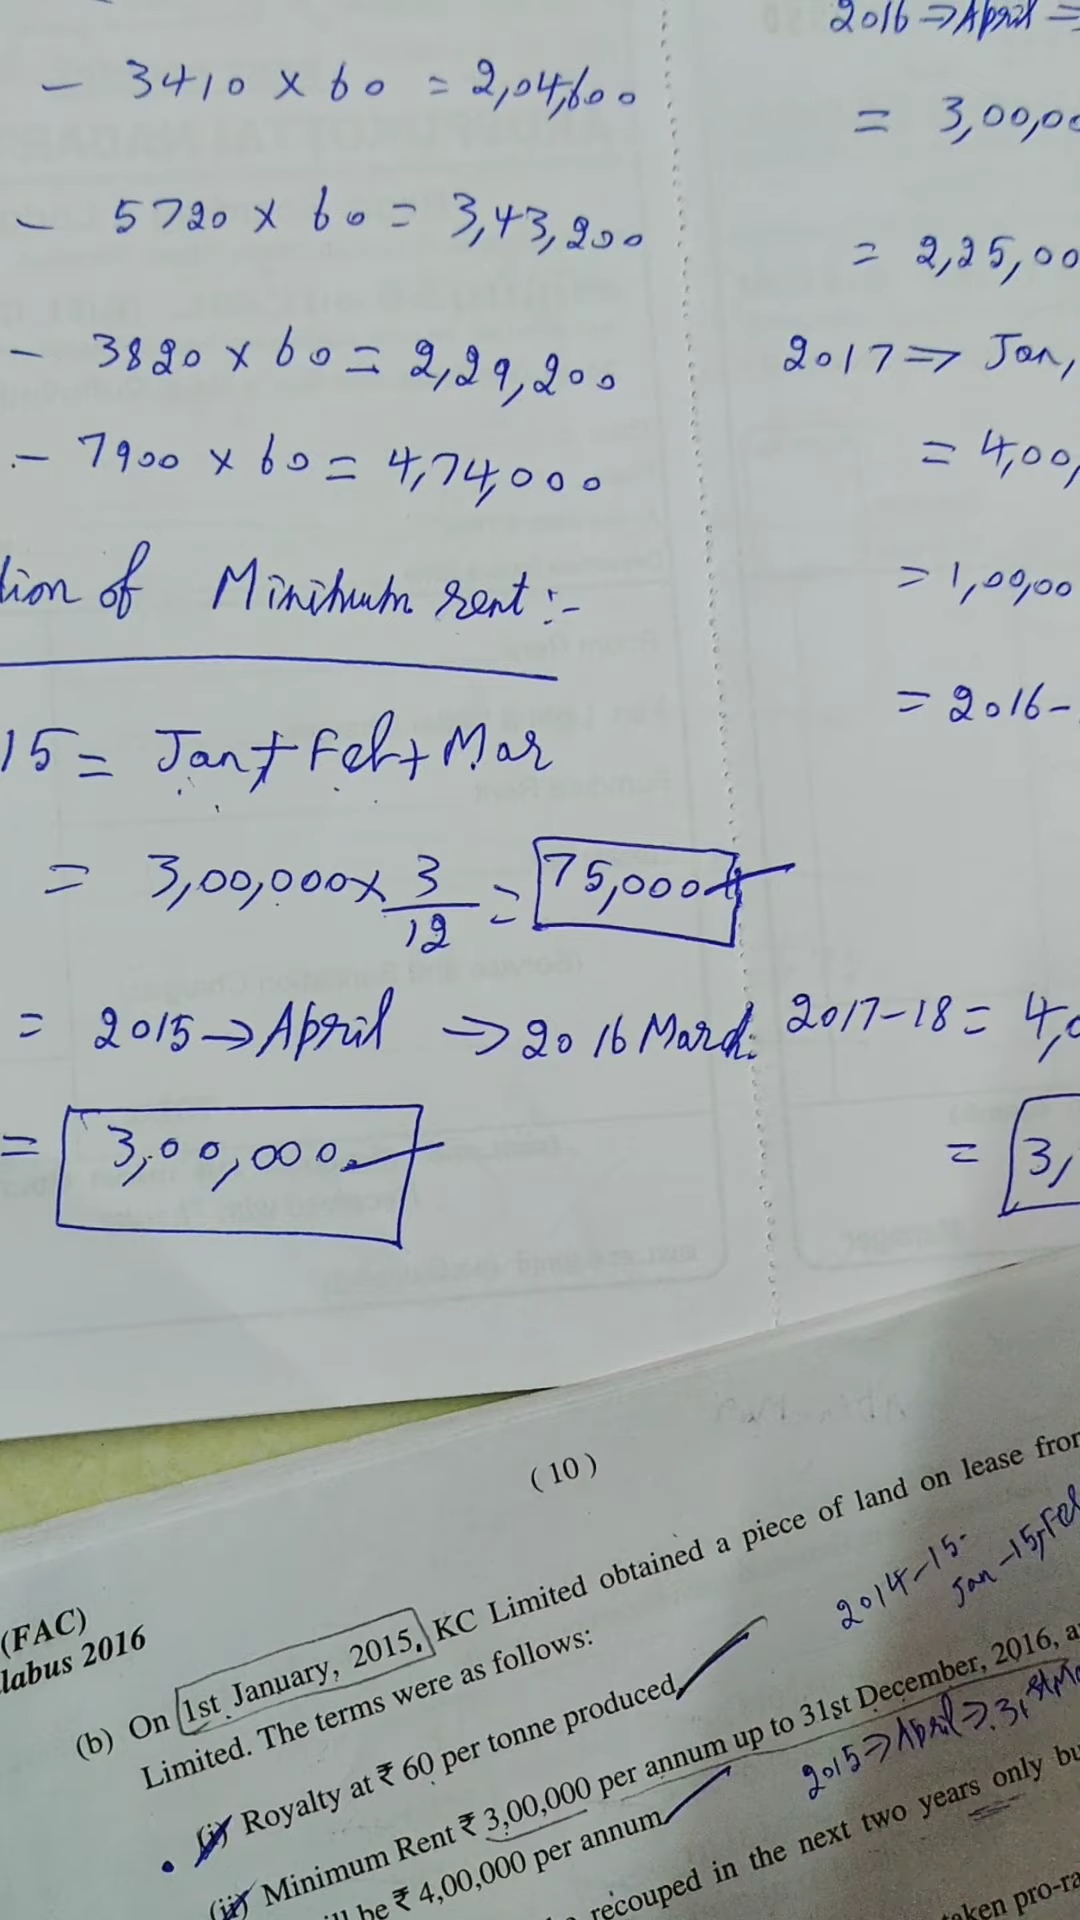 - 3410 x 60 = 2,04,600
- 5720 x 60 = 3,43,200
- 3820 x 60 = 2,29,200
- 7900 x 60 = 4,74,000
tion of Minimum rent :-
15 = Jan + Feb + Mar
= 3,00,000 x 3/12 = 75,000
= 2015 → April → 2016 March.
= 3,00,000
2016 ⇒ April =
= 3,00,00
= 2,25,00
2017 ⇒ Jan,
= 4,00,
= 1,00,00
= 2016-
2017-18 = 4,0
= 3,
(10)
(FAC)
labus 2016
(b) On 1st January, 2015, KC Limited obtained a piece of land on lease from
Limited. The terms were as follows:
2014-15-
Jan-15, Feb
(i) Royalty at ₹ 60 per tonne produced.
(ii) Minimum Rent ₹ 3,00,000 per annum up to 31st December, 2016, a
2015 ⇒ April ⇒ 31st Ma
ll be ₹ 4,00,000 per annum.
recouped in the next two years only bu
taken pro-ra